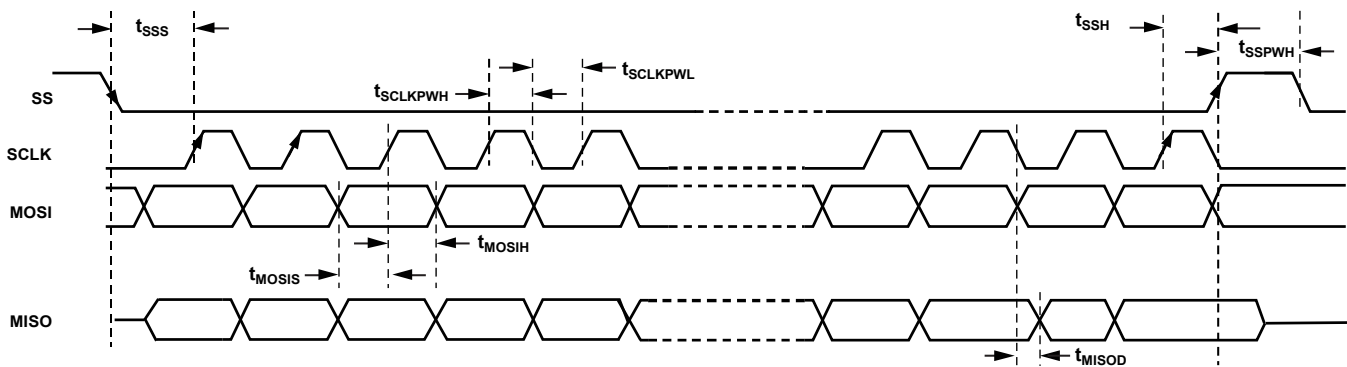 tSSS
tSSH
tSSPWH
tSCLKPWL
tSCLKPWH
SS
SCLK
MOSI
tMOSIH
tMOSIS
MISO
tMISOD